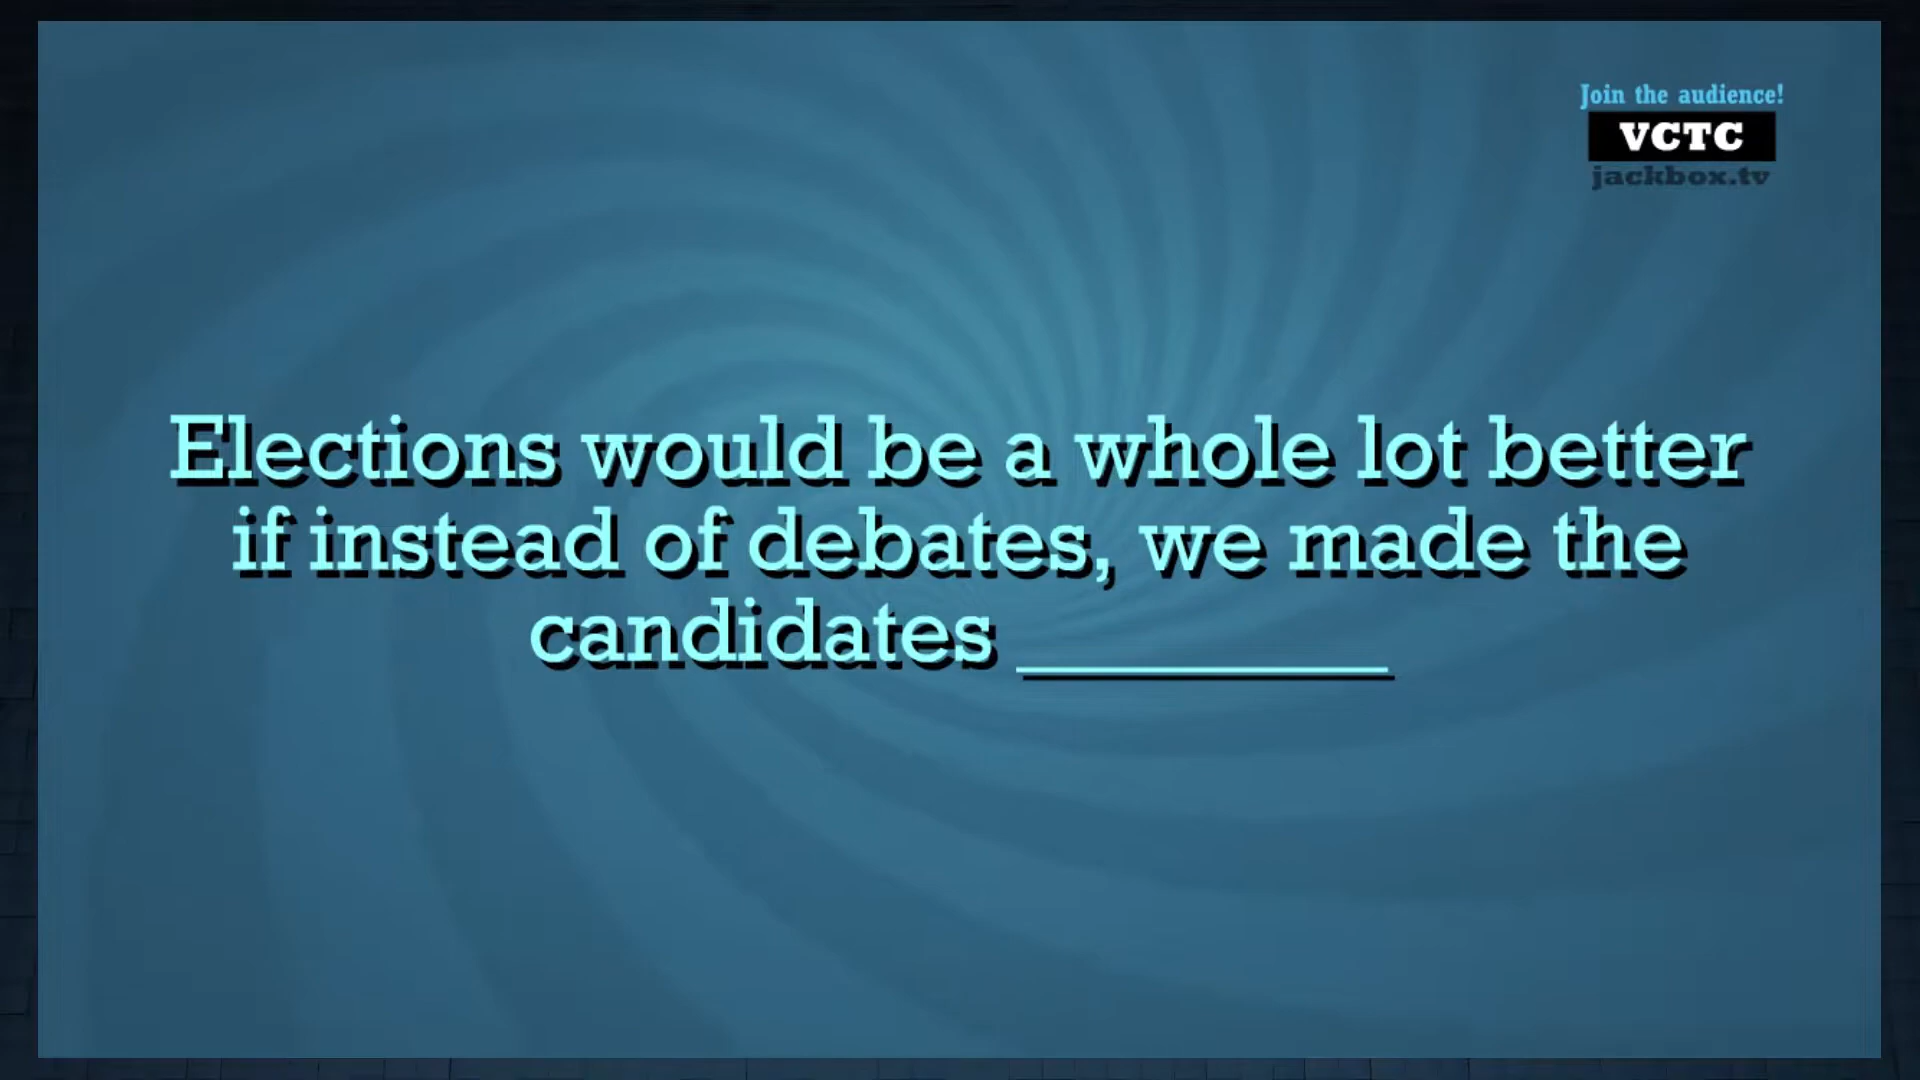 Join the audience!
VCTC
jackbox.tv
Elections would be a whole lot better
if instead of debates, we made the
candidates ________